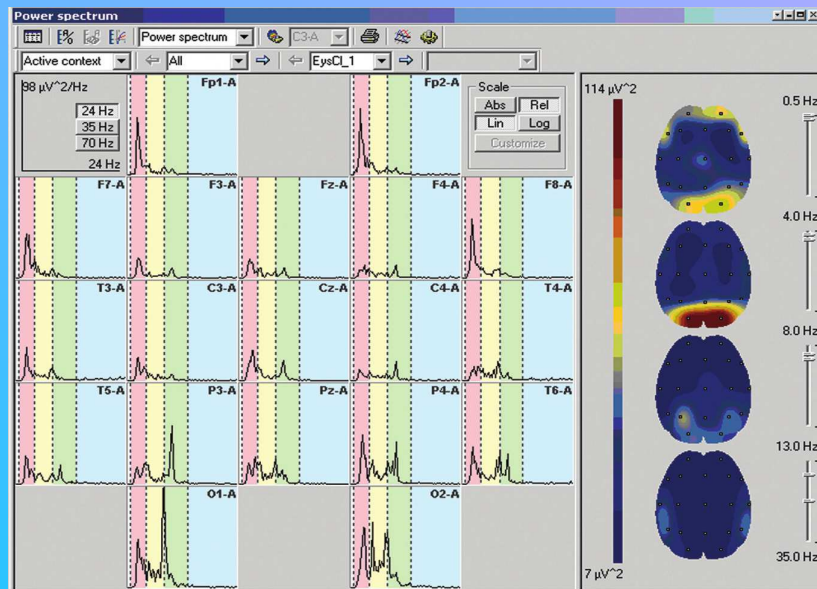 Power spectrum
Power spectrum
C3-A
Active context
All
EysCl_1
98 µV^2/Hz
24 Hz
35 Hz
70 Hz
24 Hz
Fp1-A
Fp2-A
Scale
Abs Rel
Lin Log
Customize
F7-A F3-A Fz-A F4-A F8-A
T3-A C3-A Cz-A C4-A T4-A
T5-A P3-A Pz-A P4-A T6-A
O1-A O2-A
114 µV^2
0.5 Hz
4.0 Hz
8.0 Hz
13.0 Hz
35.0 Hz
7 µV^2